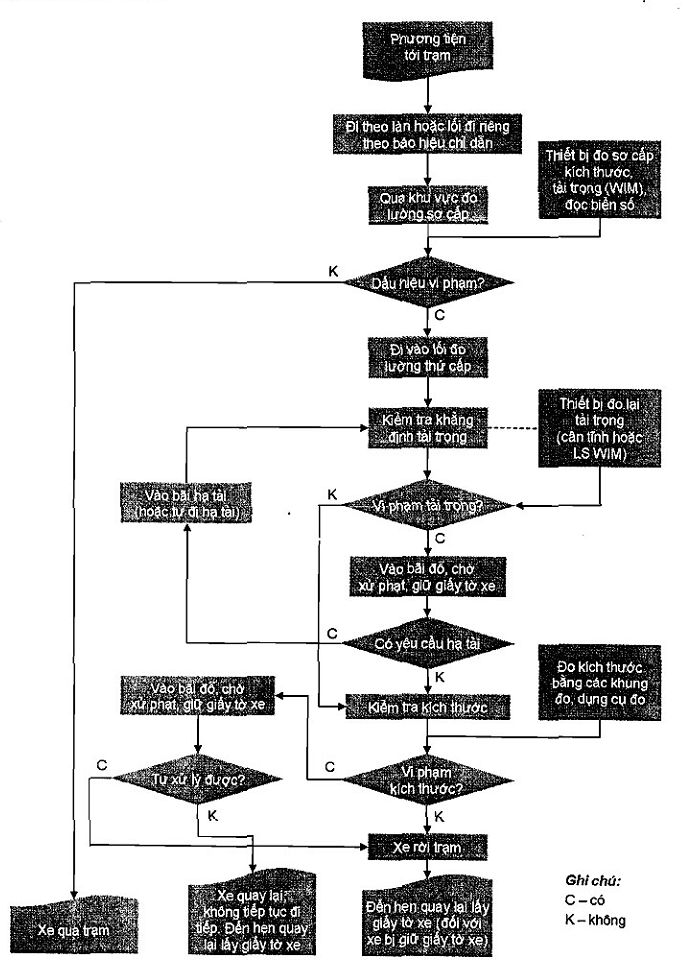 Phương tiện
tới trạm
Đi theo làn hoặc lối đi riêng
theo báo hiệu chỉ dẫn
Thiết bị đo sơ cấp
kích thước,
tải trọng (WIM),
đọc biển số
Qua khu vực đo
lường sơ cấp
K
Dấu hiệu vi phạm?
C
Đi vào lối đo
lường thứ cấp
Kiểm tra khẳng
định tải trọng
Thiết bị đo lại
tải trọng
(cân tĩnh hoặc
LS WIM)
Vào bãi hạ tải
(hoặc tự đi hạ tải)
K
Vi phạm tải trọng?
C
Vào bãi đỗ, chờ
xử phạt, giữ giấy tờ xe
C
Có yêu cầu hạ tải
K
Đo kích thước
bằng các khung
đo, dụng cụ đo
Vào bãi đỗ, chờ
xử phạt, giữ giấy tờ xe
Kiểm tra kích thước
C
Tự xử lý được?
K
C
Vi phạm
kích thước?
K
Xe rời trạm
Xe qua trạm
Xe quay lại,
không tiếp tục đi
tiếp. Đến hẹn quay
lại lấy giấy tờ xe
Đến hẹn quay lại lấy
giấy tờ xe (đối với
xe bị giữ giấy tờ xe)
Ghi chú:
C – có
K – không